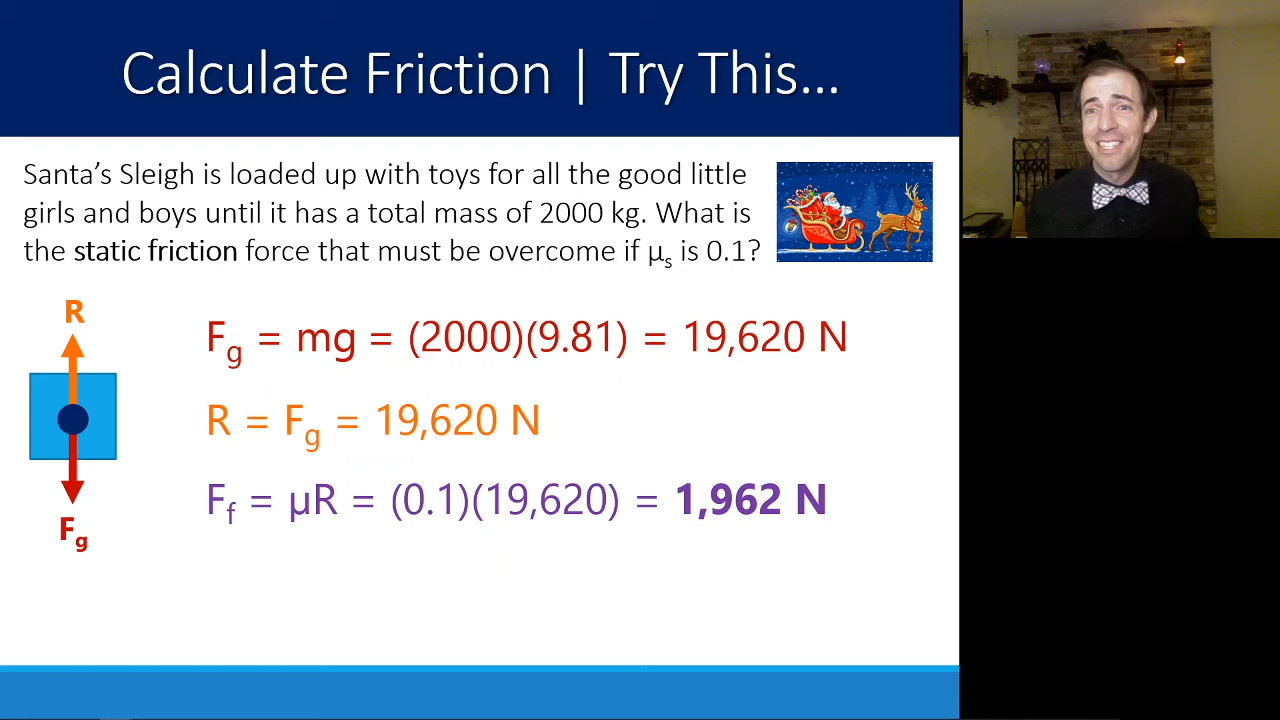 Calculate Friction | Try This...
Santa's Sleigh is loaded up with toys for all the good little
girls and boys until it has a total mass of 2000 kg. What is
the static friction force that must be overcome if μs is 0.1?
R
Fg = mg = (2000)(9.81) = 19,620 N
R = Fg = 19,620 N
Ff = μR = (0.1)(19,620) = 1,962 N
Fg